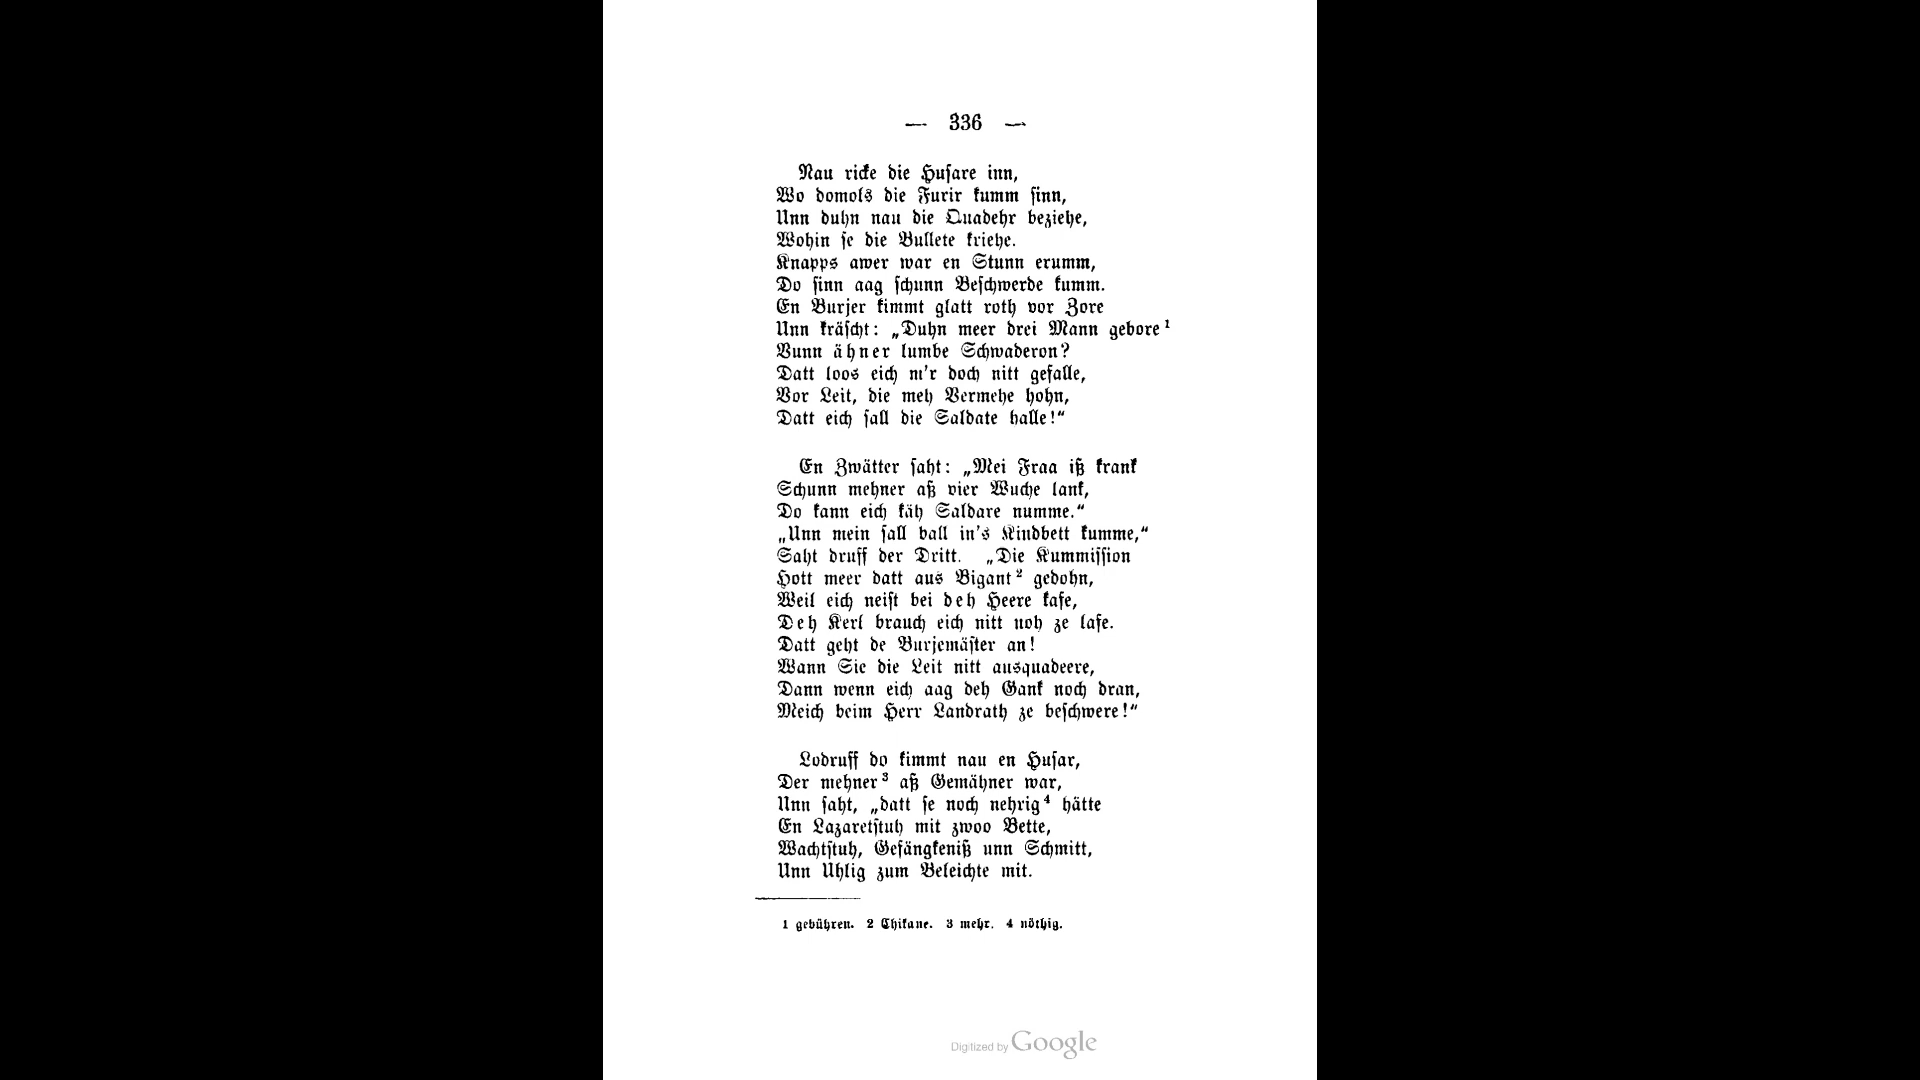 — 336 —
Nau ricke die Husare inn,
Wo domols die Furir kumm sinn,
Unn duhn nau die Quadehr beziehe,
Wohin se die Bullete kriehe.
Knapps awer war en Stunn erumm,
Do sinn aag schunn Beschwerde kumm.
En Burjer kimmt glatt roth vor Zore
Unn kräscht: „Duhn meer drei Mann gebore¹
Vunn ähner lumbe Schwaderon?
Datt loos eich m'r doch nitt gefalle,
Vor Leit, die meh Vermehe hohn,
Datt eich sall die Saldate halle!“
En Zwätter saht: „Mei Fraa iß krank
Schunn mehner aß vier Wuche lank,
Do kann eich käh Saldare numme.“
„Unn mein sall ball in's Kindbett kumme,“
Saht druff der Dritt. „Die Kummission
Hott meer datt aus Bigant² gedohn,
Weil eich neist bei deh Heere kafe,
Deh Kerl brauch eich nitt noh ze lafe.
Datt geht de Burjemäster an!
Wann Sie die Leit nitt ausquadeere,
Dann wenn eich aag deh Gank noch dran,
Meich beim Herr Landrath ze beschwere!“
Lodruff do kimmt nau en Husar,
Der mehner³ aß Gemähner war,
Unn saht, „datt se noch nehrig⁴ hätte
En Lazaretstuh mit zwoo Bette,
Wachtstuh, Gefängkeniß unn Schmitt,
Unn Uhlig zum Beleichte mit.
1 gebühren. 2 Chikane. 3 mehr. 4 nöthig.
Digitized by Google